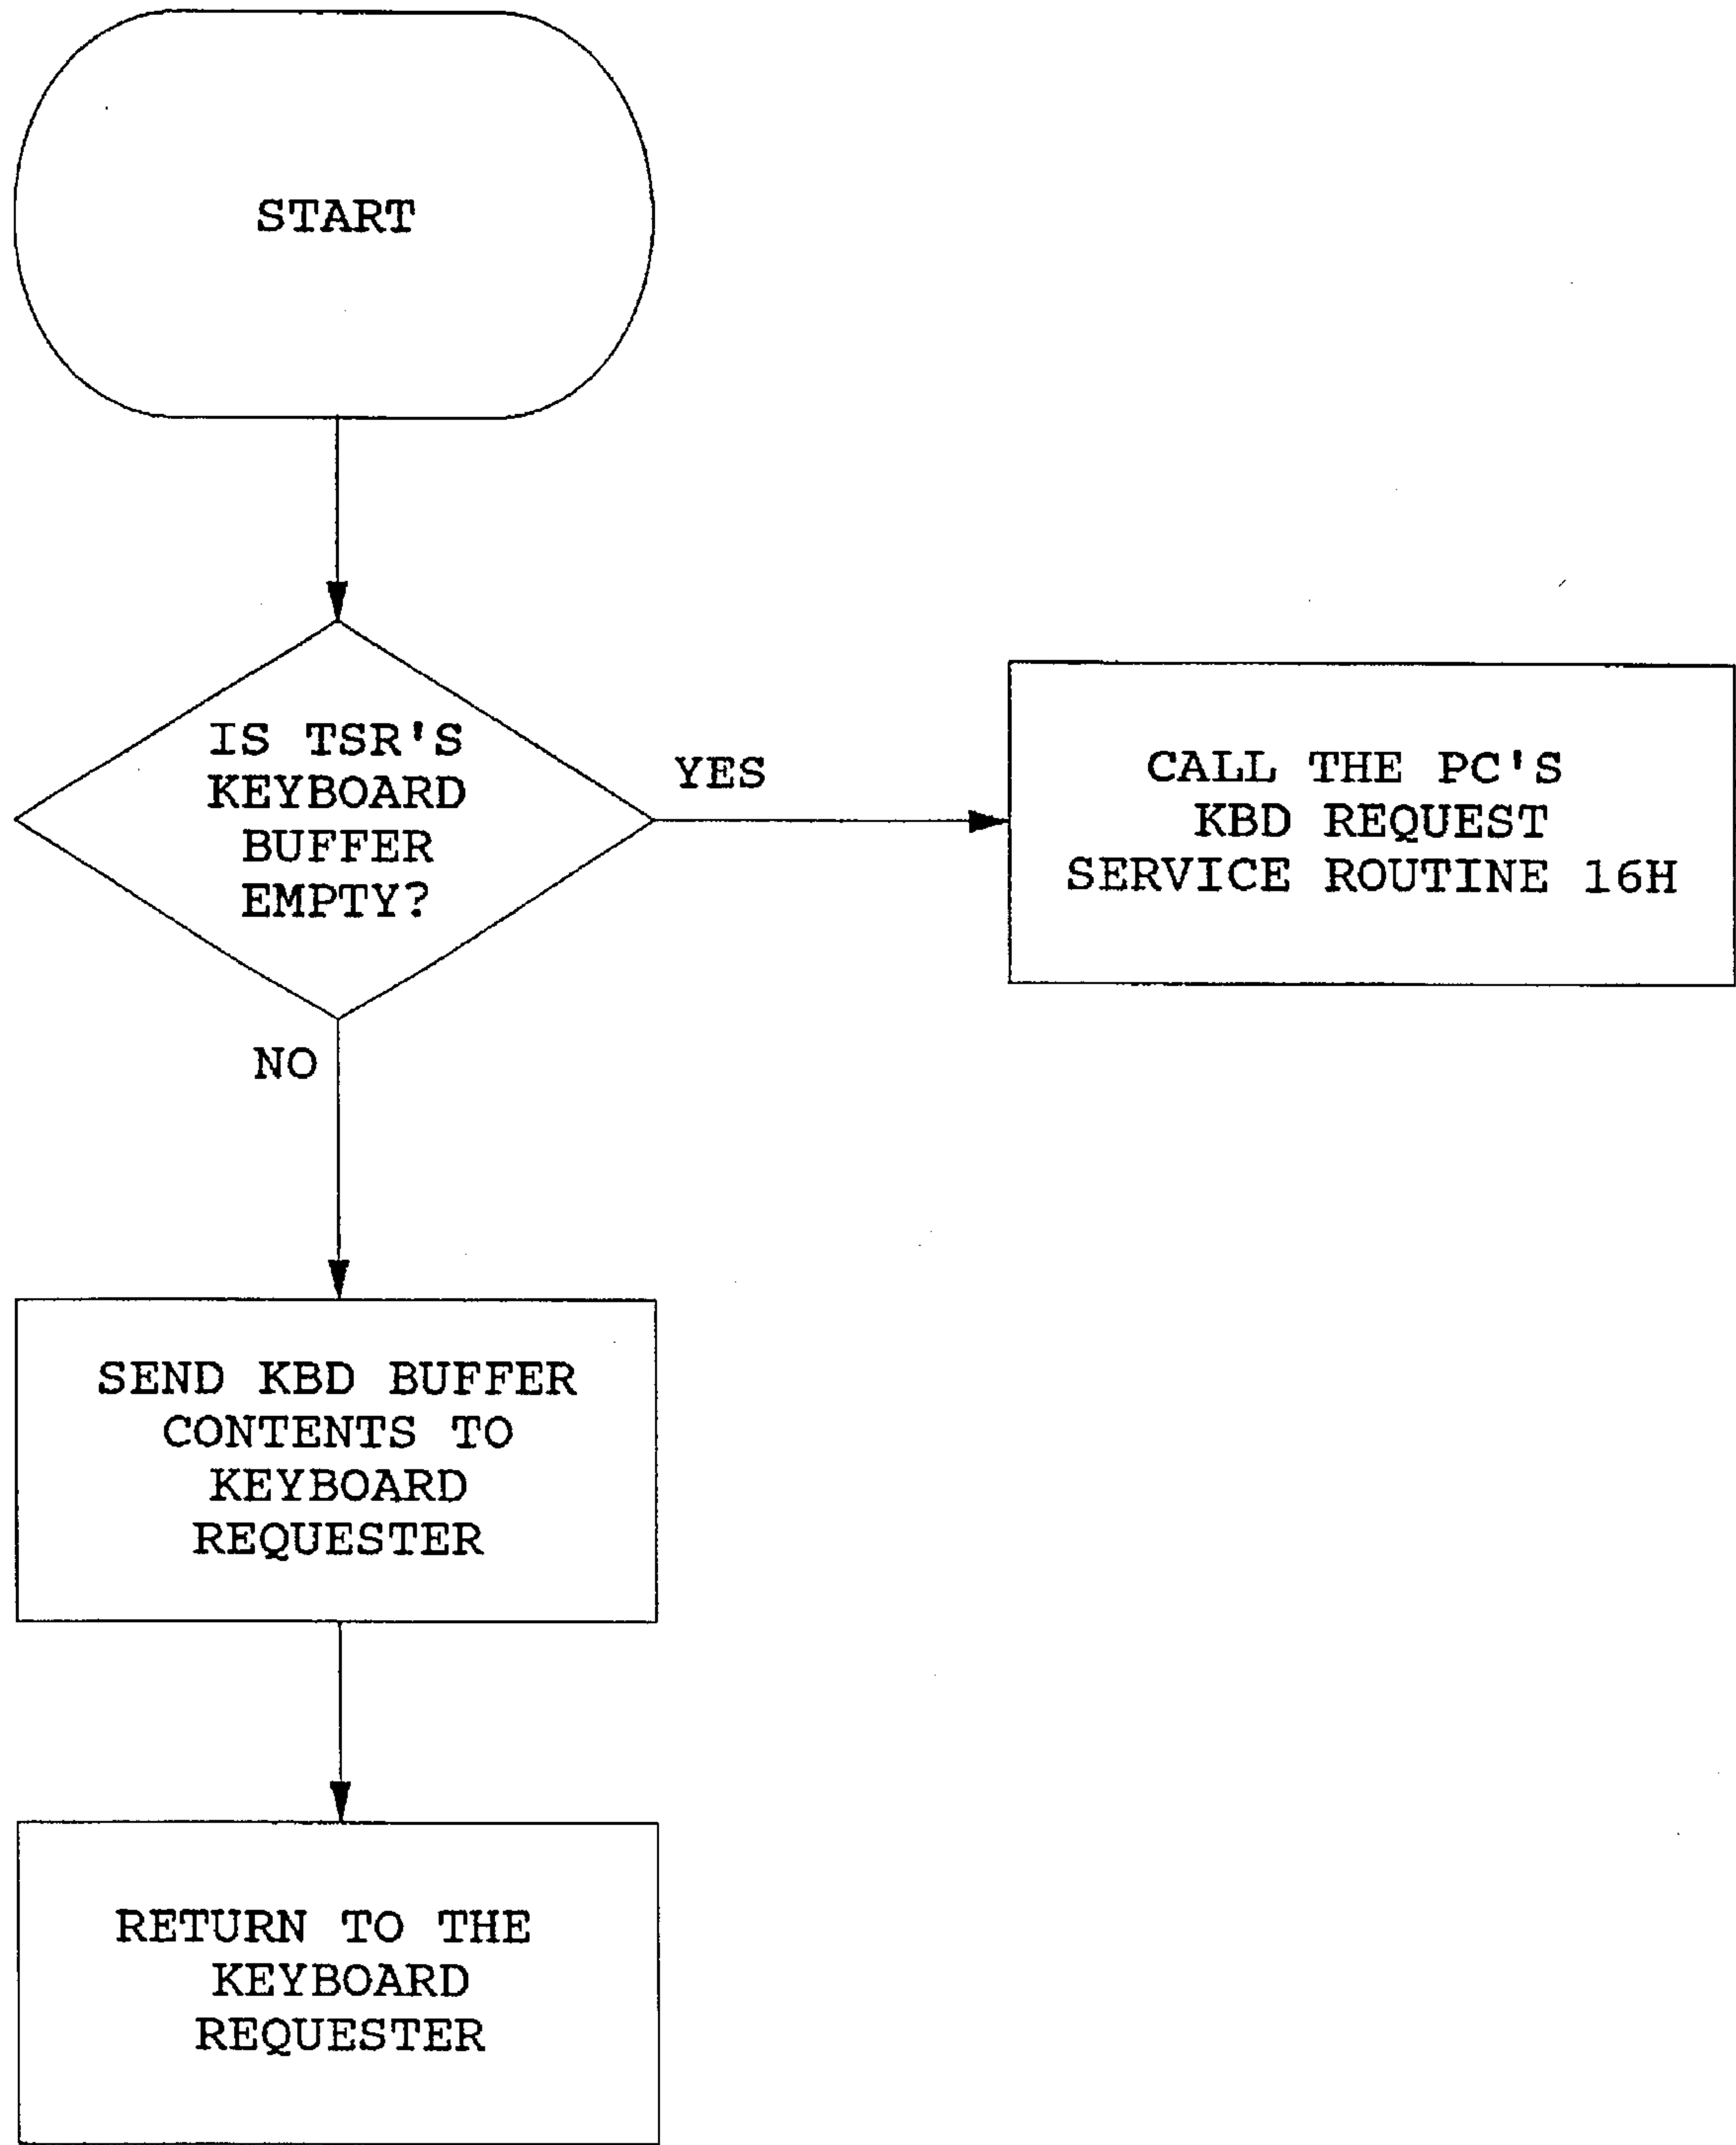 START
IS TSR'S
KEYBOARD
BUFFER
EMPTY?
YES
CALL THE PC'S
KBD REQUEST
SERVICE ROUTINE 16H
NO
SEND KBD BUFFER
CONTENTS TO
KEYBOARD
REQUESTER
RETURN TO THE
KEYBOARD
REQUESTER